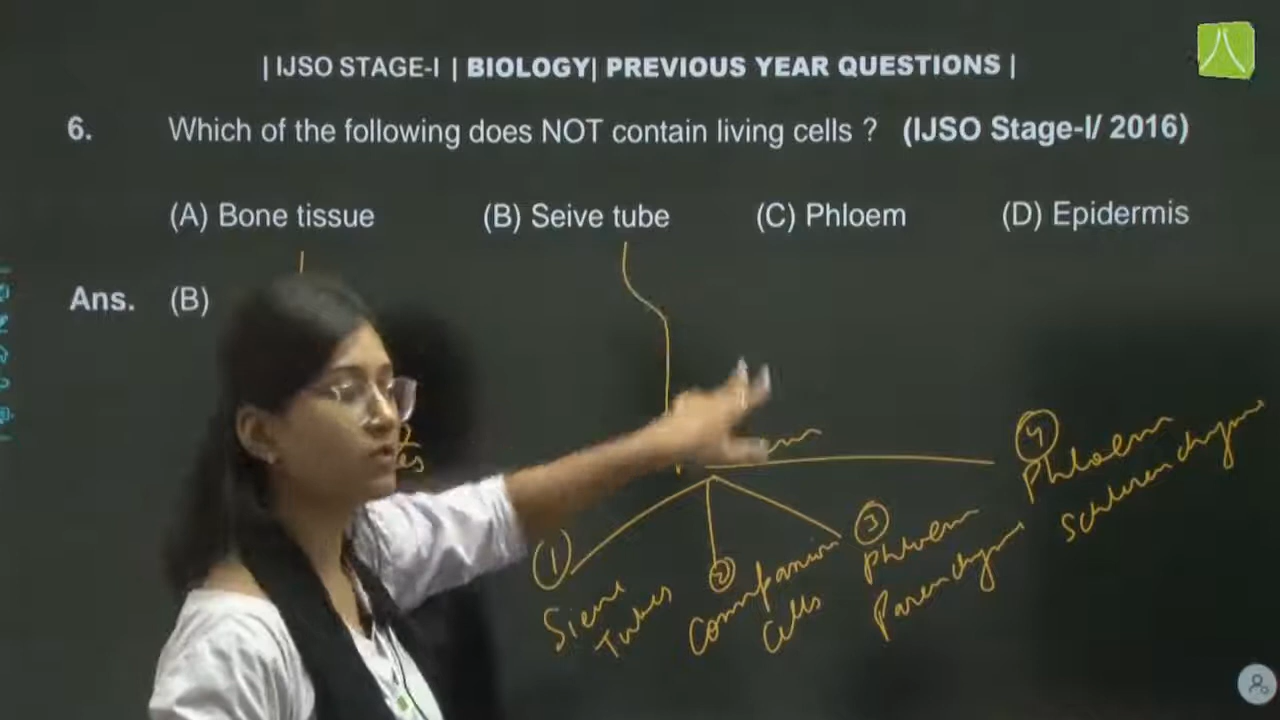 | IJSO STAGE-I | BIOLOGY| PREVIOUS YEAR QUESTIONS |
6. Which of the following does NOT contain living cells ? (IJSO Stage-I/ 2016)
(A) Bone tissue (B) Seive tube (C) Phloem (D) Epidermis
Ans. (B)
1
Sieve
Tubes
2
Companion
Cells
3
Phloem
Parenchyma
4
Phloem
Sclerenchyma